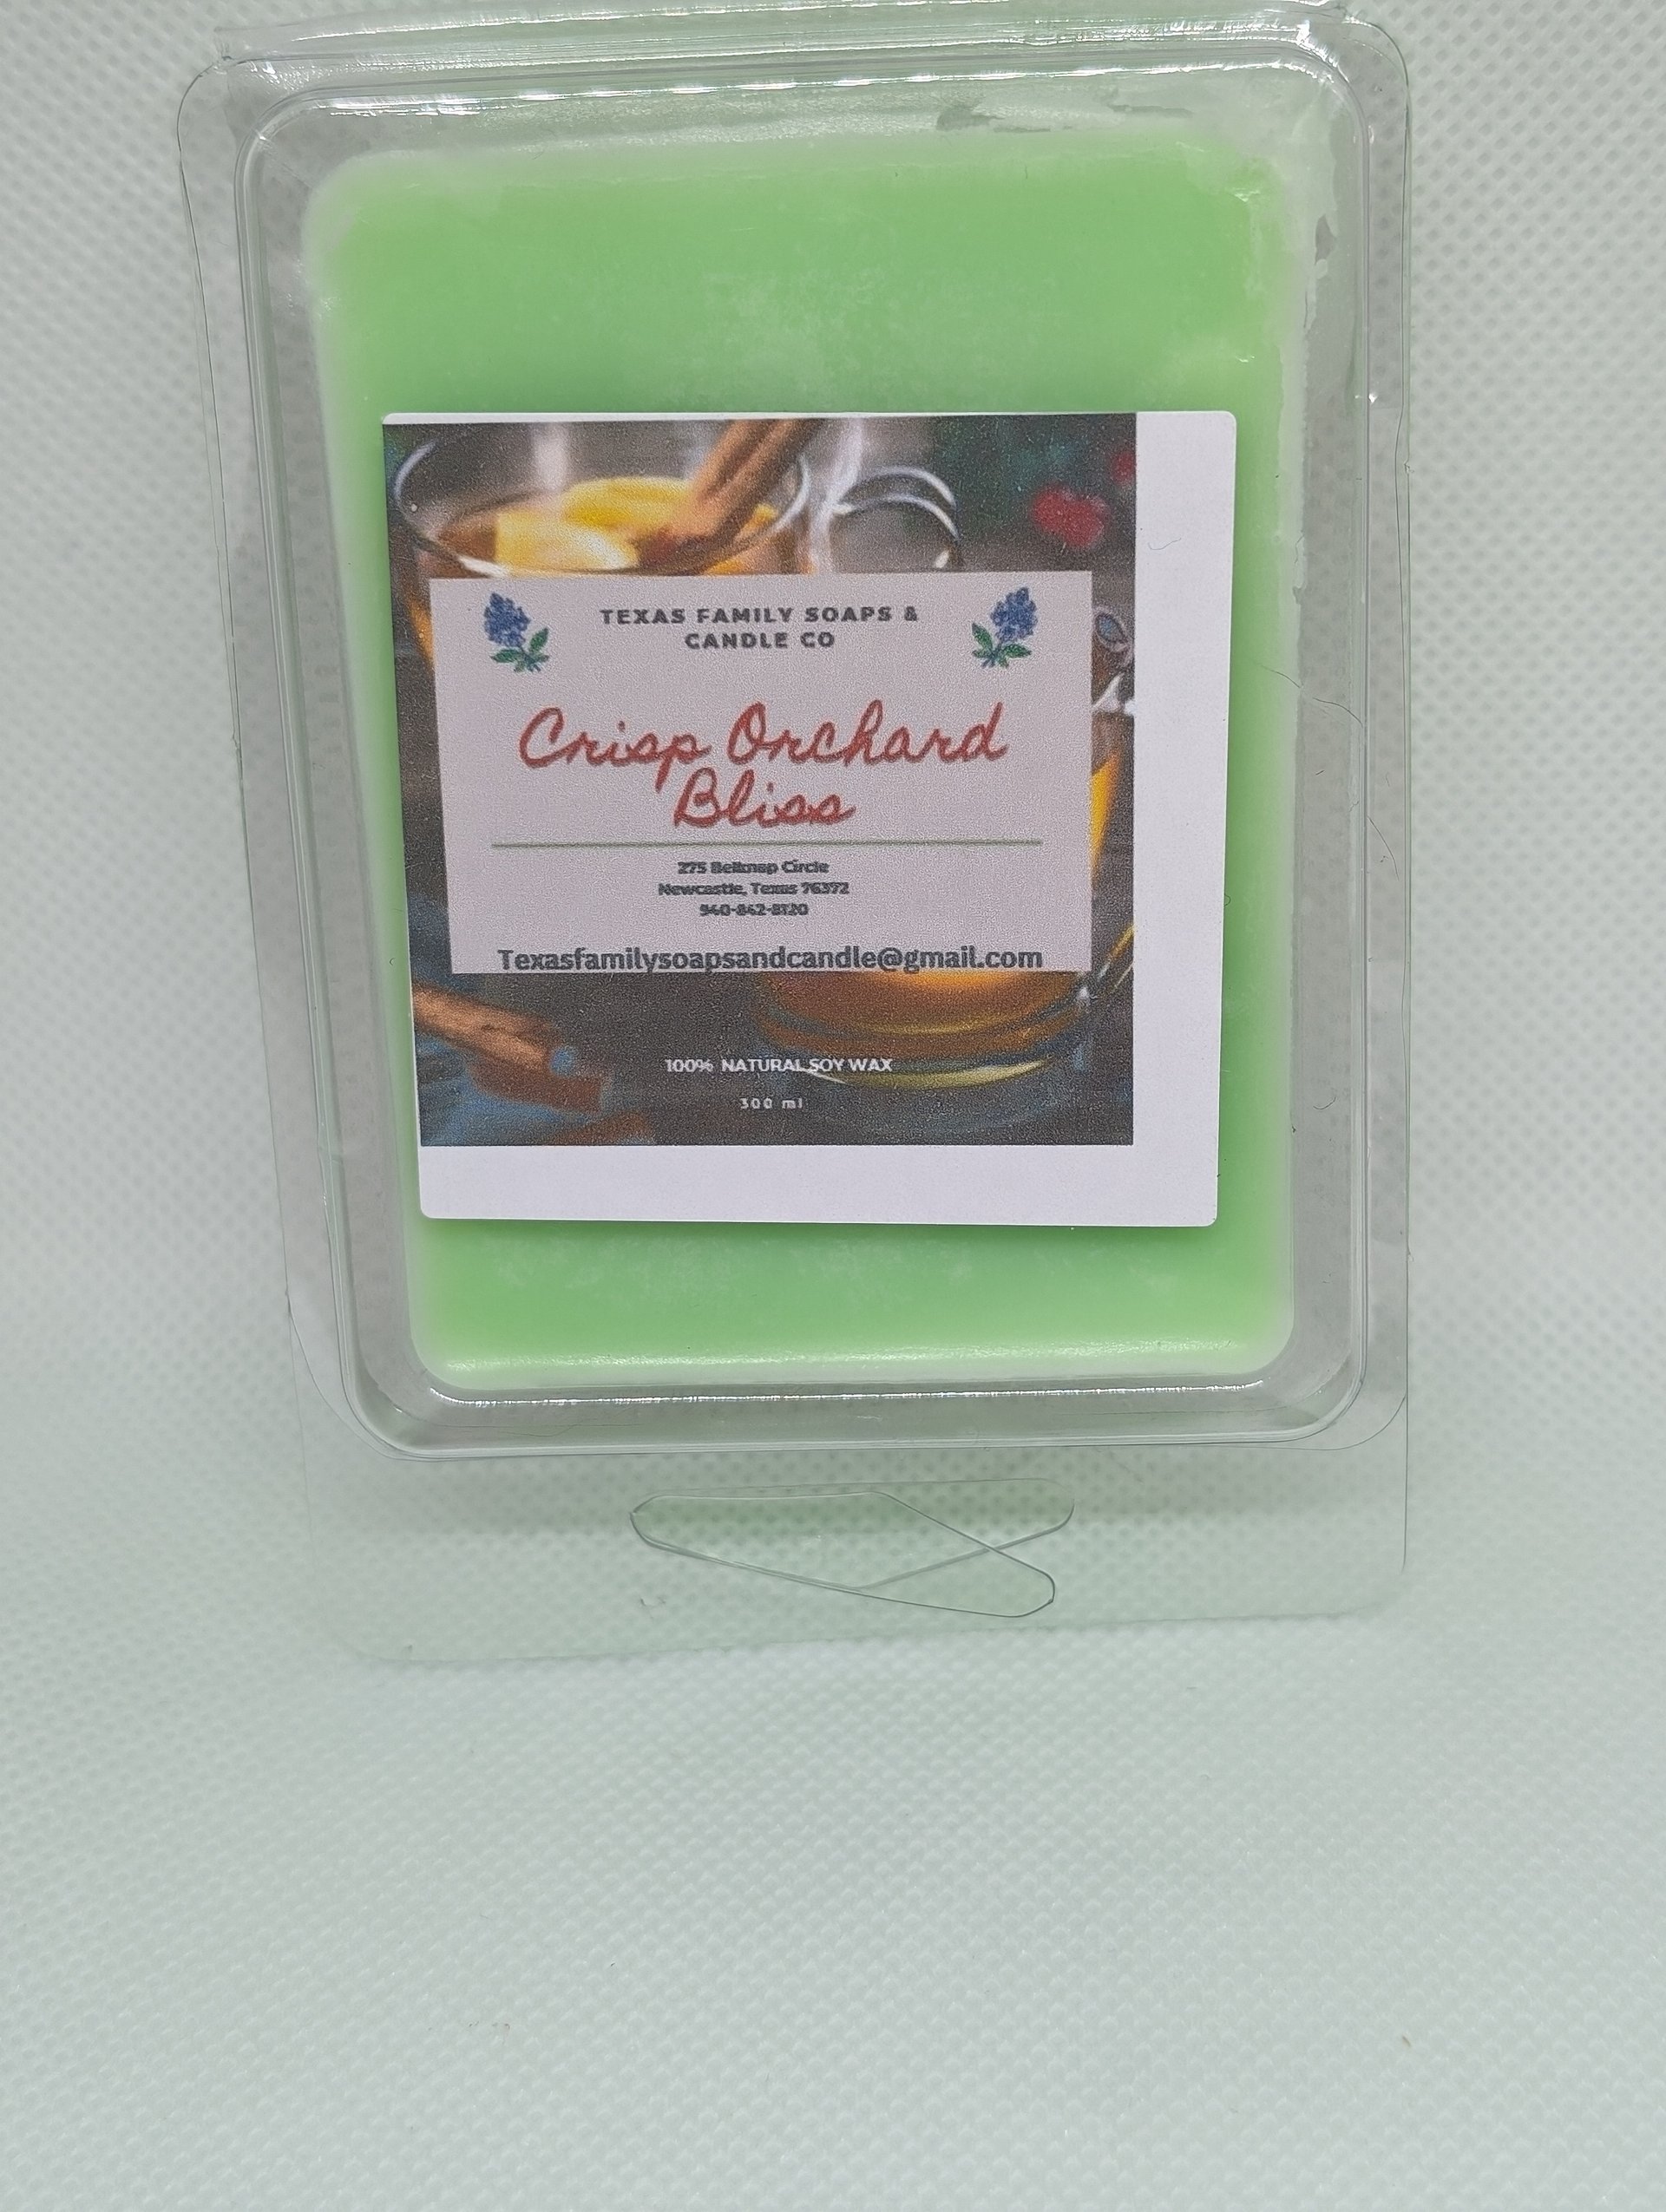 TEXAS FAMILY SOAPS &
CANDLE CO
Crisp Orchard
Bliss
275 Belknap Circle
Newcastle, Texas 76372
940-842-8120
Texasfamilysoapsandcandle@gmail.com
100% NATURAL SOY WAX
300 ml